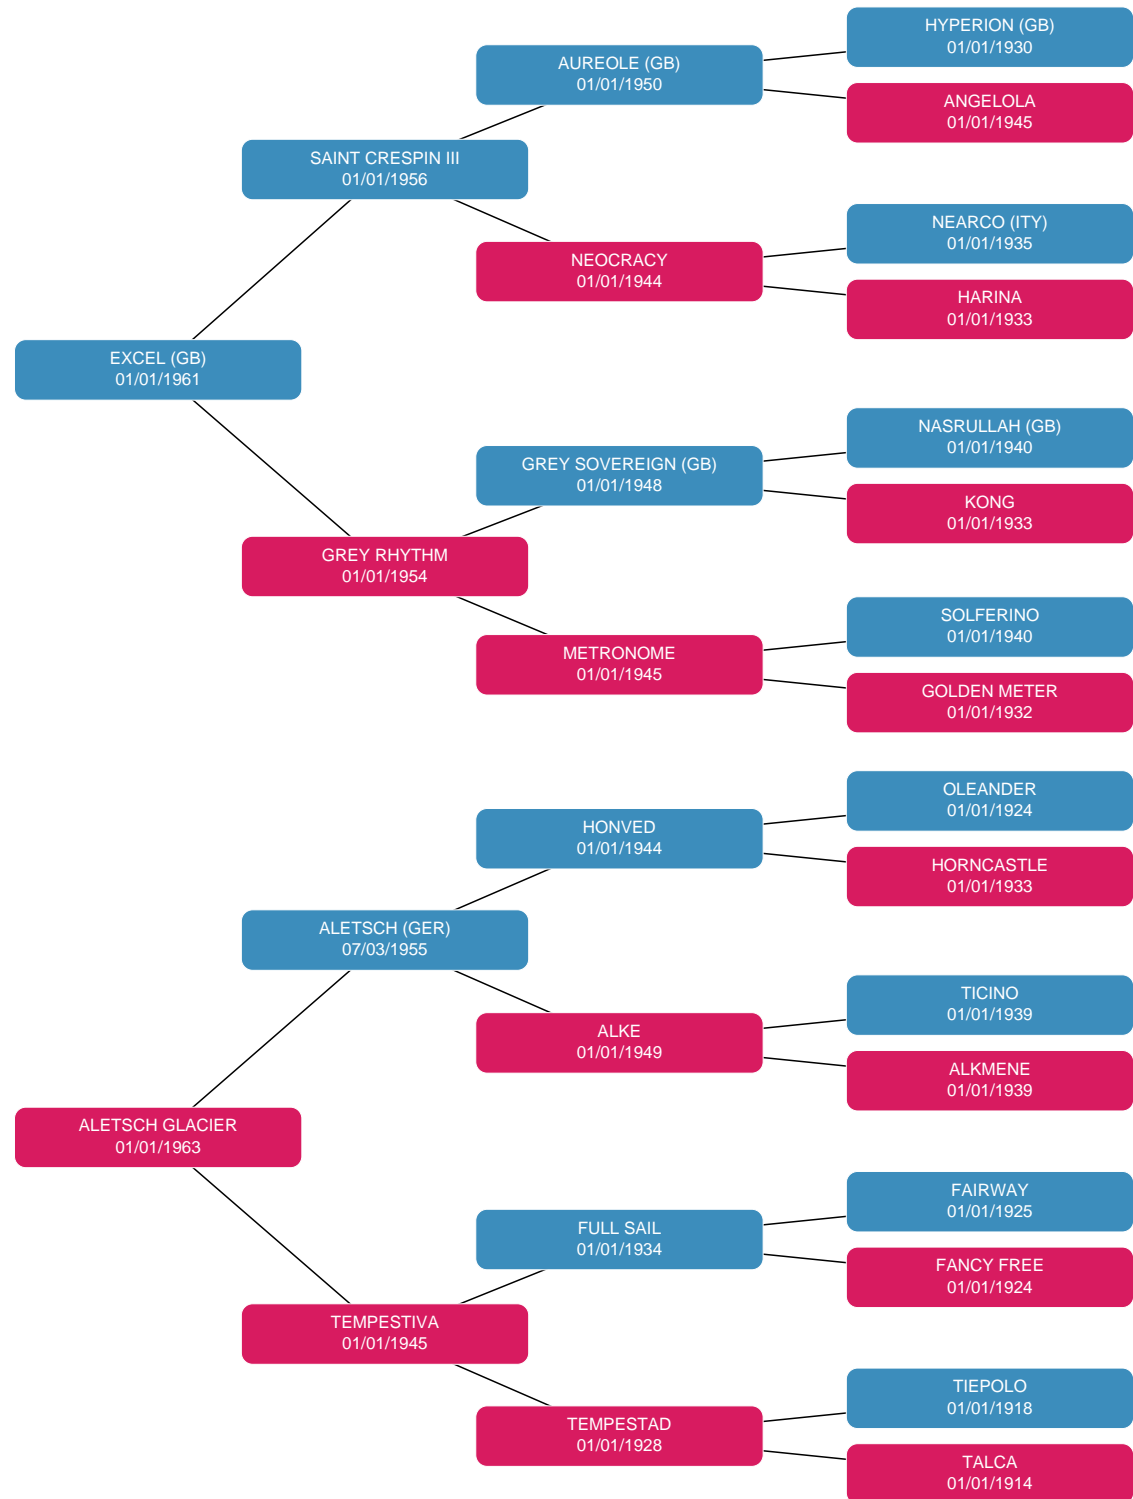 HYPERION (GB)
01/01/1930
AUREOLE (GB)
01/01/1950
ANGELOLA
01/01/1945
SAINT CRESPIN III
01/01/1956
NEARCO (ITY)
01/01/1935
NEOCRACY
01/01/1944
HARINA
01/01/1933
EXCEL (GB)
01/01/1961
NASRULLAH (GB)
01/01/1940
GREY SOVEREIGN (GB)
01/01/1948
KONG
01/01/1933
GREY RHYTHM
01/01/1954
SOLFERINO
01/01/1940
METRONOME
01/01/1945
GOLDEN METER
01/01/1932
OLEANDER
01/01/1924
HONVED
01/01/1944
HORNCASTLE
01/01/1933
ALETSCH (GER)
07/03/1955
TICINO
01/01/1939
ALKE
01/01/1949
ALKMENE
01/01/1939
ALETSCH GLACIER
01/01/1963
FAIRWAY
01/01/1925
FULL SAIL
01/01/1934
FANCY FREE
01/01/1924
TEMPESTIVA
01/01/1945
TIEPOLO
01/01/1918
TEMPESTAD
01/01/1928
TALCA
01/01/1914